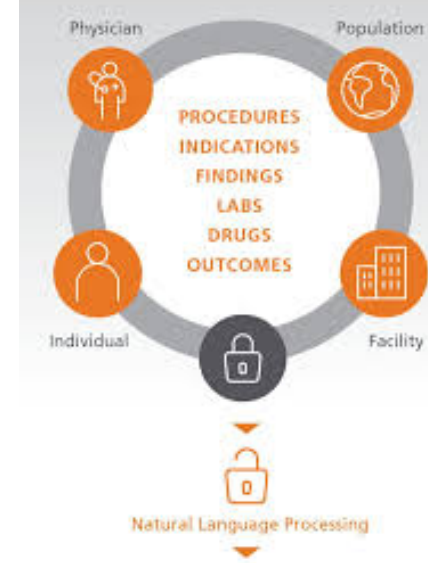 Physician
Population
PROCEDURES
INDICATIONS
FINDINGS
LABS
DRUGS
OUTCOMES
Individual
Facility
Natural Language Processing